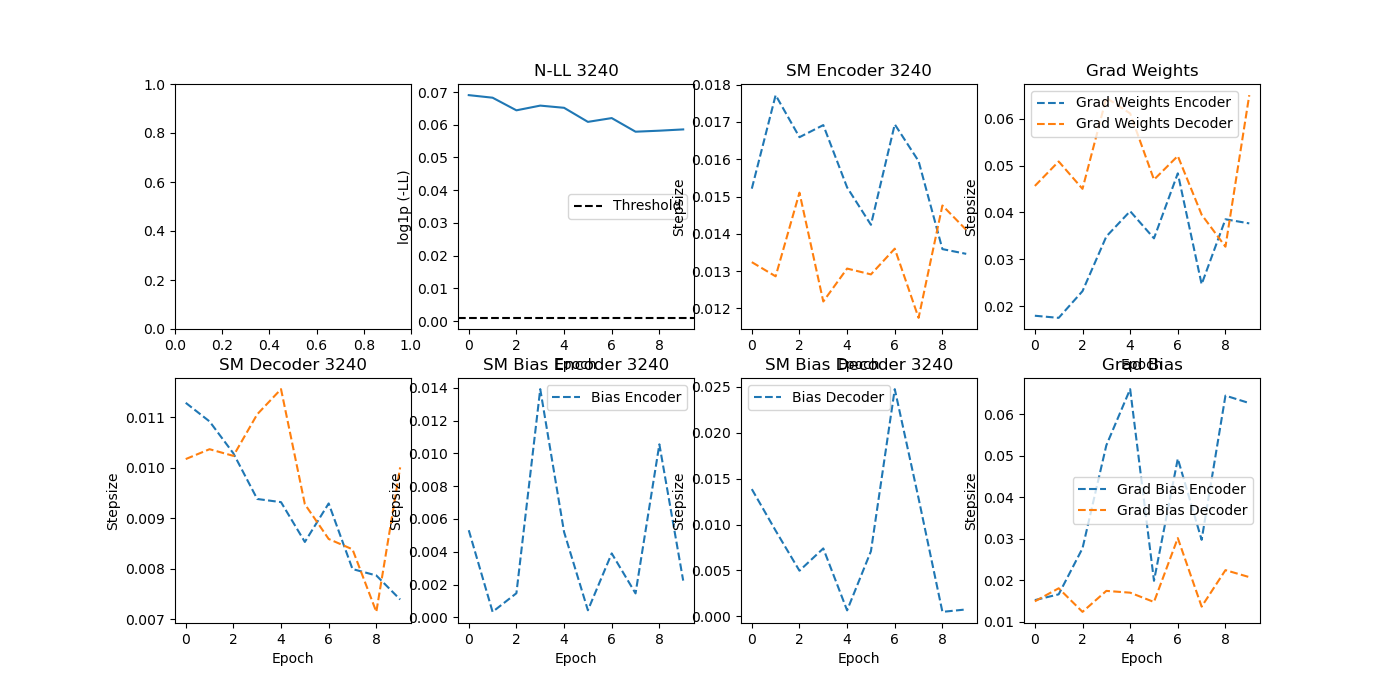 N-LL 3240
SM Encoder 3240
Grad Weights
1.0
0.8
0.6
0.4
0.2
0.0
0.0 0.2 0.4 0.6 0.8 1.0
log1p (-LL)
0.07
0.06
0.05
0.04
0.03
0.02
0.01
0.00
Threshold
0 2 4 6 8
Epoch
Stepsize
0.018
0.017
0.016
0.015
0.014
0.013
0.012
0 2 4 6 8
Epoch
Stepsize
0.06
0.05
0.04
0.03
0.02
Grad Weights Encoder
Grad Weights Decoder
0 2 4 6 8
Epoch
SM Decoder 3240
SM Bias Encoder 3240
SM Bias Decoder 3240
Grad Bias
Stepsize
0.011
0.010
0.009
0.008
0.007
0 2 4 6 8
Epoch
Stepsize
0.014
0.012
0.010
0.008
0.006
0.004
0.002
0.000
Bias Encoder
0 2 4 6 8
Epoch
Stepsize
0.025
0.020
0.015
0.010
0.005
0.000
Bias Decoder
0 2 4 6 8
Epoch
Stepsize
0.06
0.05
0.04
0.03
0.02
0.01
Grad Bias Encoder
Grad Bias Decoder
0 2 4 6 8
Epoch